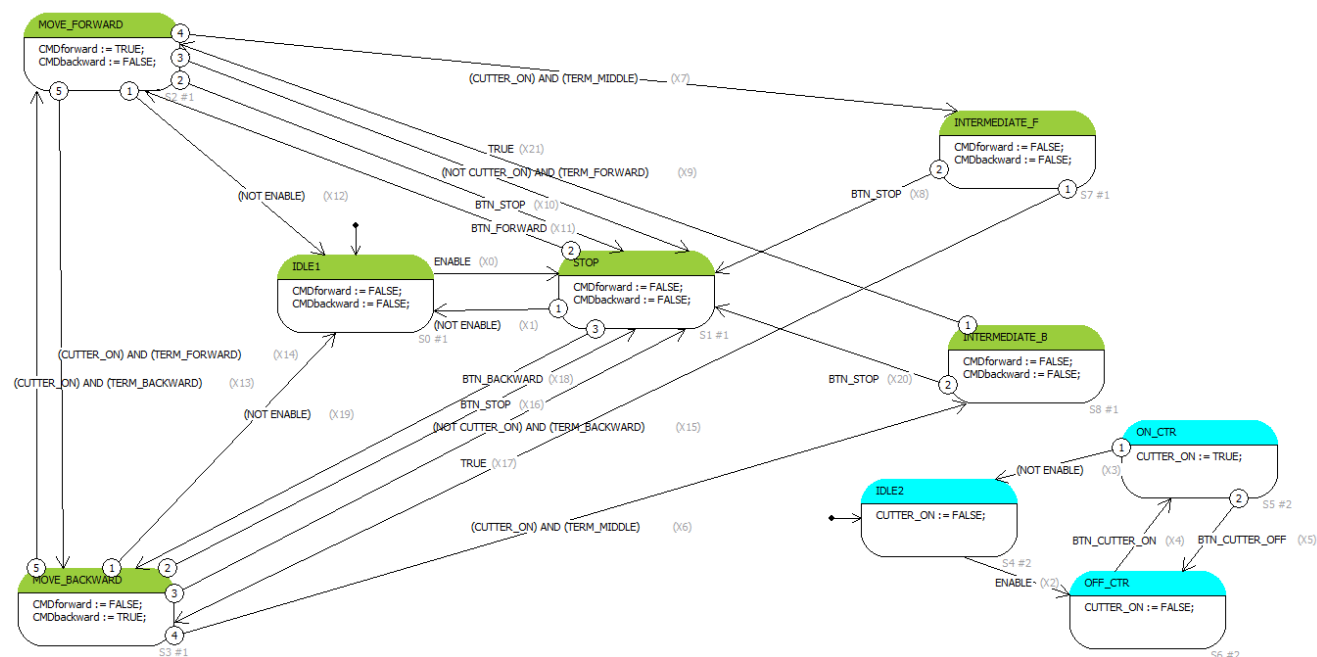 MOVE_FORWARD
4
CMDforward := TRUE;
CMDbackward := FALSE;
3
2
5
1
S2 #1
(CUTTER_ON) AND (TERM_MIDDLE)
(X7)
INTERMEDIATE_F
CMDforward := FALSE;
CMDbackward := FALSE;
2
1
S7 #1
TRUE (X21)
(NOT CUTTER_ON) AND (TERM_FORWARD)
(X9)
(NOT ENABLE)
(X12)
BTN_STOP (X10)
BTN_STOP (X8)
BTN_FORWARD (X11)
2
IDLE1
CMDforward := FALSE;
CMDbackward := FALSE;
S0 #1
ENABLE (X0)
STOP
CMDforward := FALSE;
CMDbackward := FALSE;
1
3
S1 #1
(NOT ENABLE) (X1)
1
INTERMEDIATE_B
CMDforward := FALSE;
CMDbackward := FALSE;
2
S8 #1
(CUTTER_ON) AND (TERM_FORWARD)
(X14)
(CUTTER_ON) AND (TERM_BACKWARD)
(X13)
BTN_BACKWARD (X18)
BTN_STOP (X20)
BTN_STOP (X16)
(NOT ENABLE)
(X19)
(NOT CUTTER_ON) AND (TERM_BACKWARD)
(X15)
TRUE (X17)
ON_CTR
1
CUTTER_ON := TRUE;
2
S5 #2
(NOT ENABLE)
(X3)
IDLE2
CUTTER_ON := FALSE;
S4 #2
(CUTTER_ON) AND (TERM_MIDDLE)
(X6)
BTN_CUTTER_ON (X4)
BTN_CUTTER_OFF (X5)
ENABLE (X2)
OFF_CTR
CUTTER_ON := FALSE;
S6 #2
5
1
2
MOVE_BACKWARD
3
CMDforward := FALSE;
CMDbackward := TRUE;
4
S3 #1